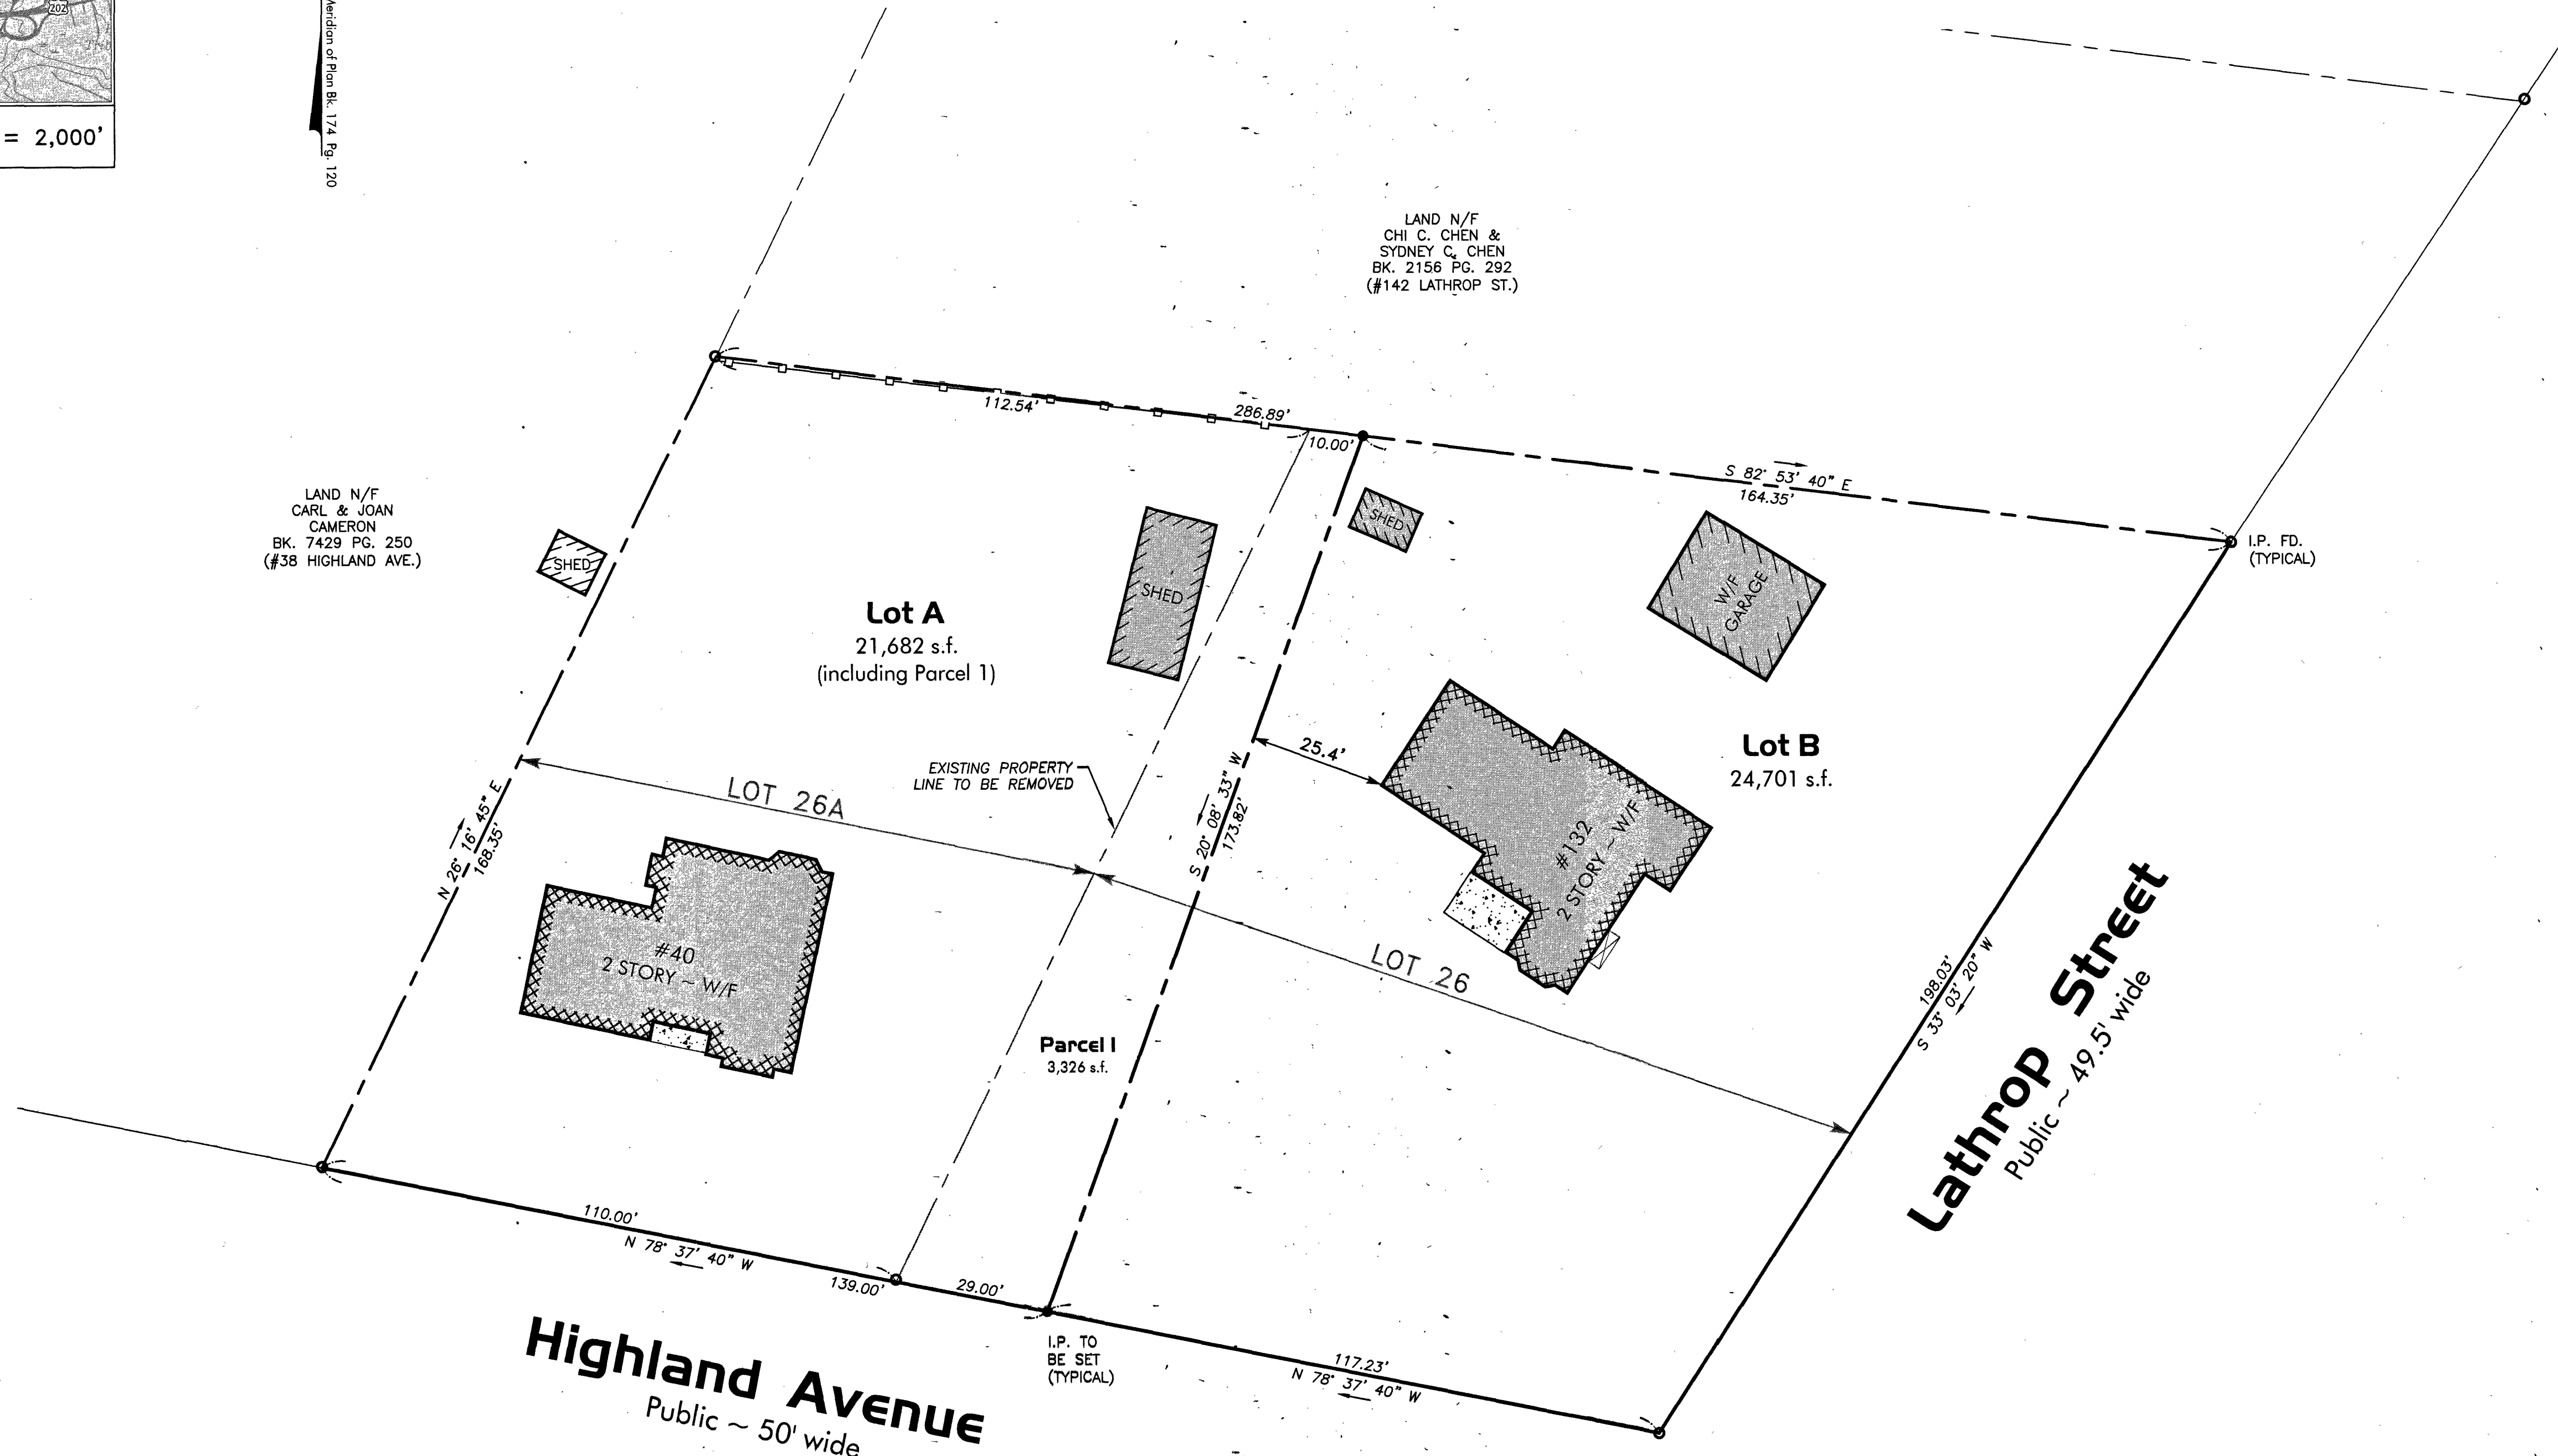 202
= 2,000'
Meridian of Plan Bk. 174 Pg. 120
LAND N/F
CHI C. CHEN &
SYDNEY C. CHEN
BK. 2156 PG. 292
(#142 LATHROP ST.)
112.54'
286.89'
10.00'
S 82° 53' 40" E
164.35'
I.P. FD.
(TYPICAL)
LAND N/F
CARL & JOAN
CAMERON
BK. 7429 PG. 250
(#38 HIGHLAND AVE.)
SHED
SHED
SHED
W/F
GARAGE
Lot A
21,682 s.f.
(including Parcel 1)
Lot B
24,701 s.f.
25.4'
EXISTING PROPERTY
LINE TO BE REMOVED
LOT 26A
N 26° 16' 45" E
168.35'
S 20° 08' 33" W
173.82'
#132
2 STORY ~ W/F
#40
2 STORY ~ W/F
LOT 26
198.03'
S 33° 03' 20" W
Lathrop Street
Public ~ 49.5' wide
Parcel 1
3,326 s.f.
110.00'
N 78° 37' 40" W
139.00'
29.00'
I.P. TO
BE SET
(TYPICAL)
117.23'
N 78° 37' 40" W
Highland Avenue
Public ~ 50' wide